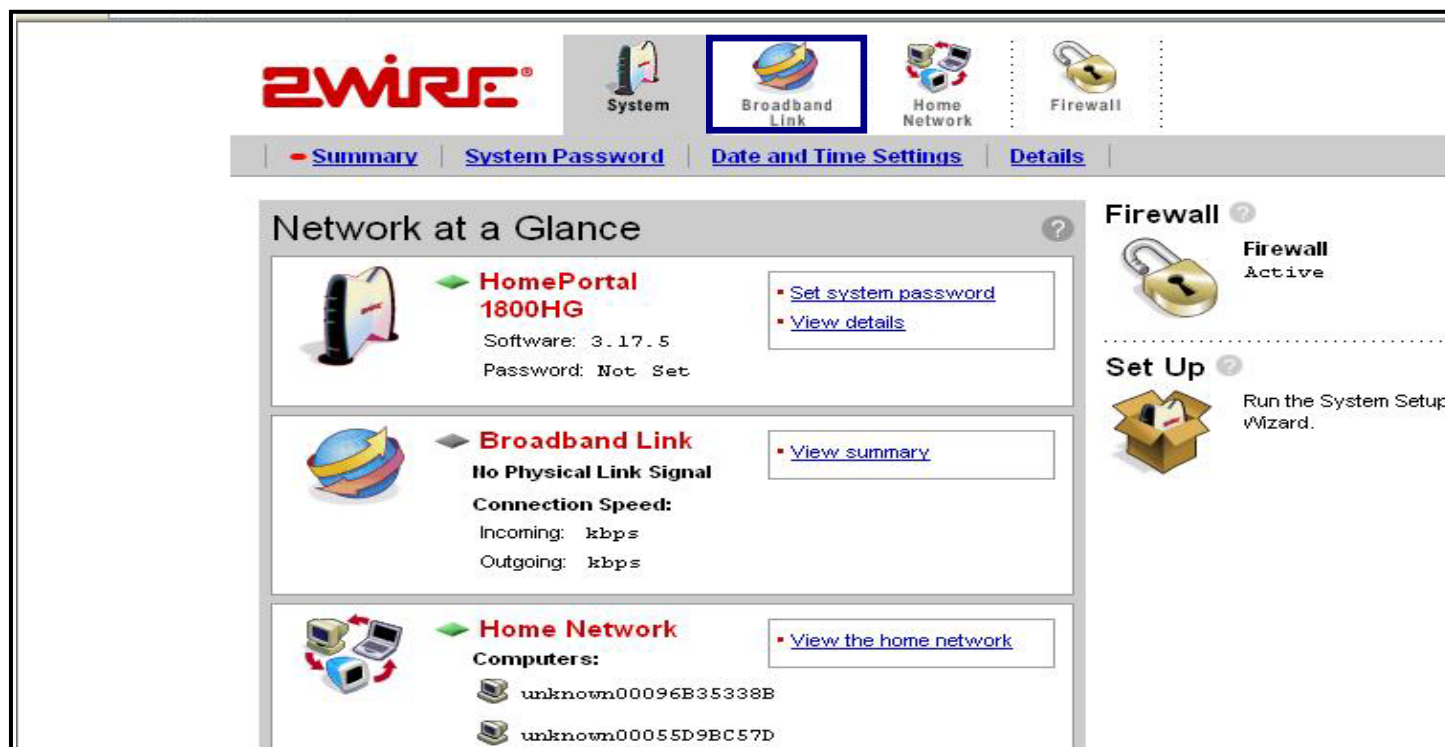 2WIRE®
System
Broadband
Link
Home
Network
Firewall
Summary | System Password | Date and Time Settings | Details |
Network at a Glance ?
HomePortal
1800HG
Software: 3.17.5
Password: Not Set
Set system password
View details
Broadband Link
No Physical Link Signal
Connection Speed:
Incoming: kbps
Outgoing: kbps
View summary
Home Network
Computers:
unknown00096B35338B
unknown00055D9BC57D
View the home network
Firewall ?
Firewall
Active
Set Up ?
Run the System Setup
Wizard.